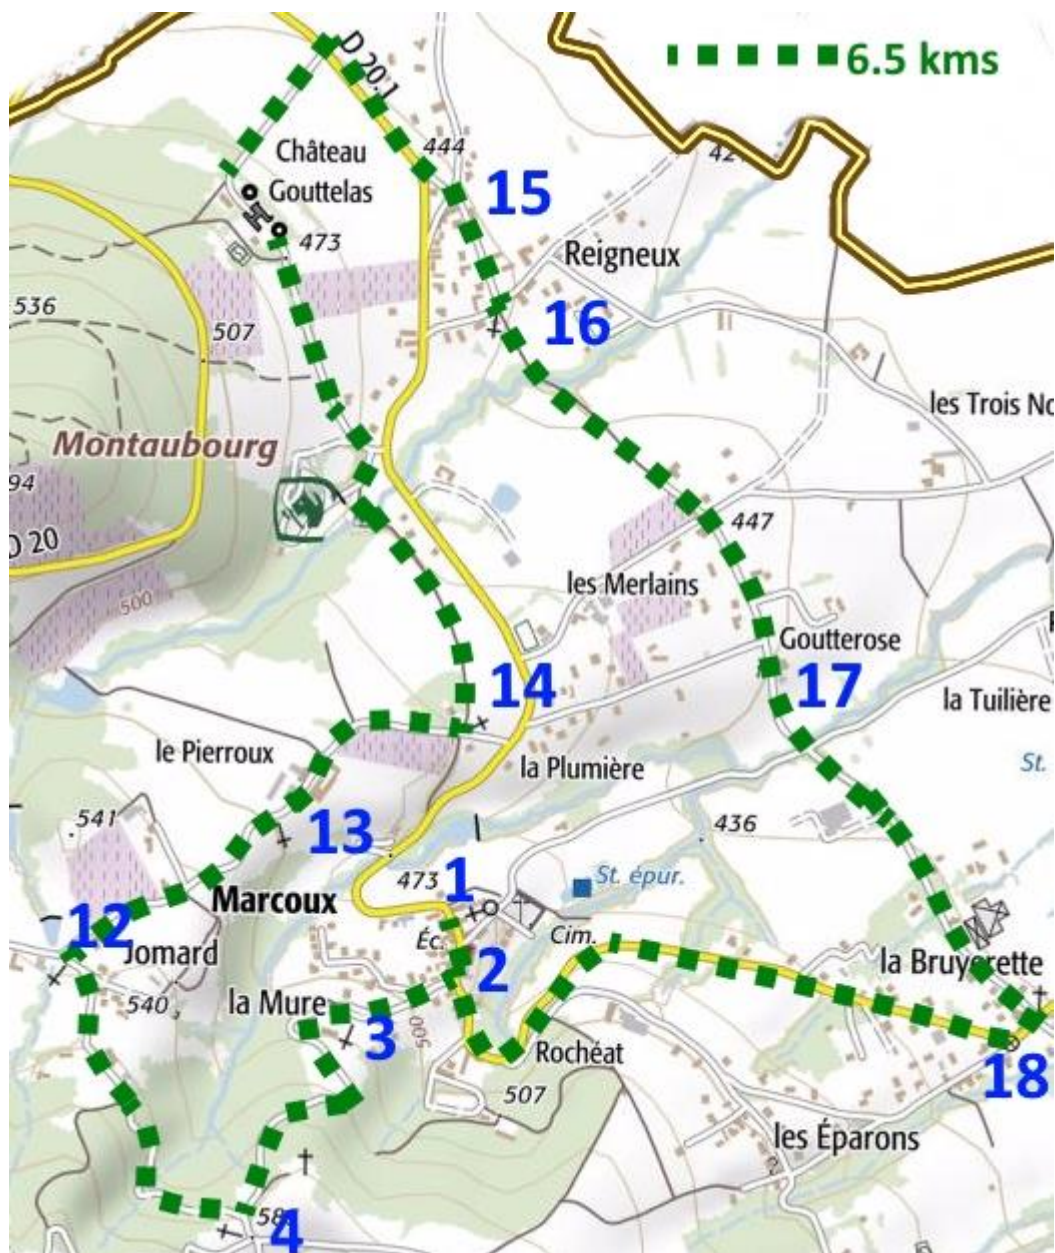 D 20.1
6.5 kms
Château
444
Gouttelas
15
473
Reigneux
536
16
507
les Trois No
Montaubourg
94
447
D 20
les Merlains
500
Goutterose
14
17
la Tuilière
le Pierroux
la Plumière
St.
541
13
436
473
1
St. épur.
Marcoux
12
Éc.
Cim.
Jomard
2
la Bruyerette
540
la Mure
3
500
Rochéat
507
18
les Éparons
58
4